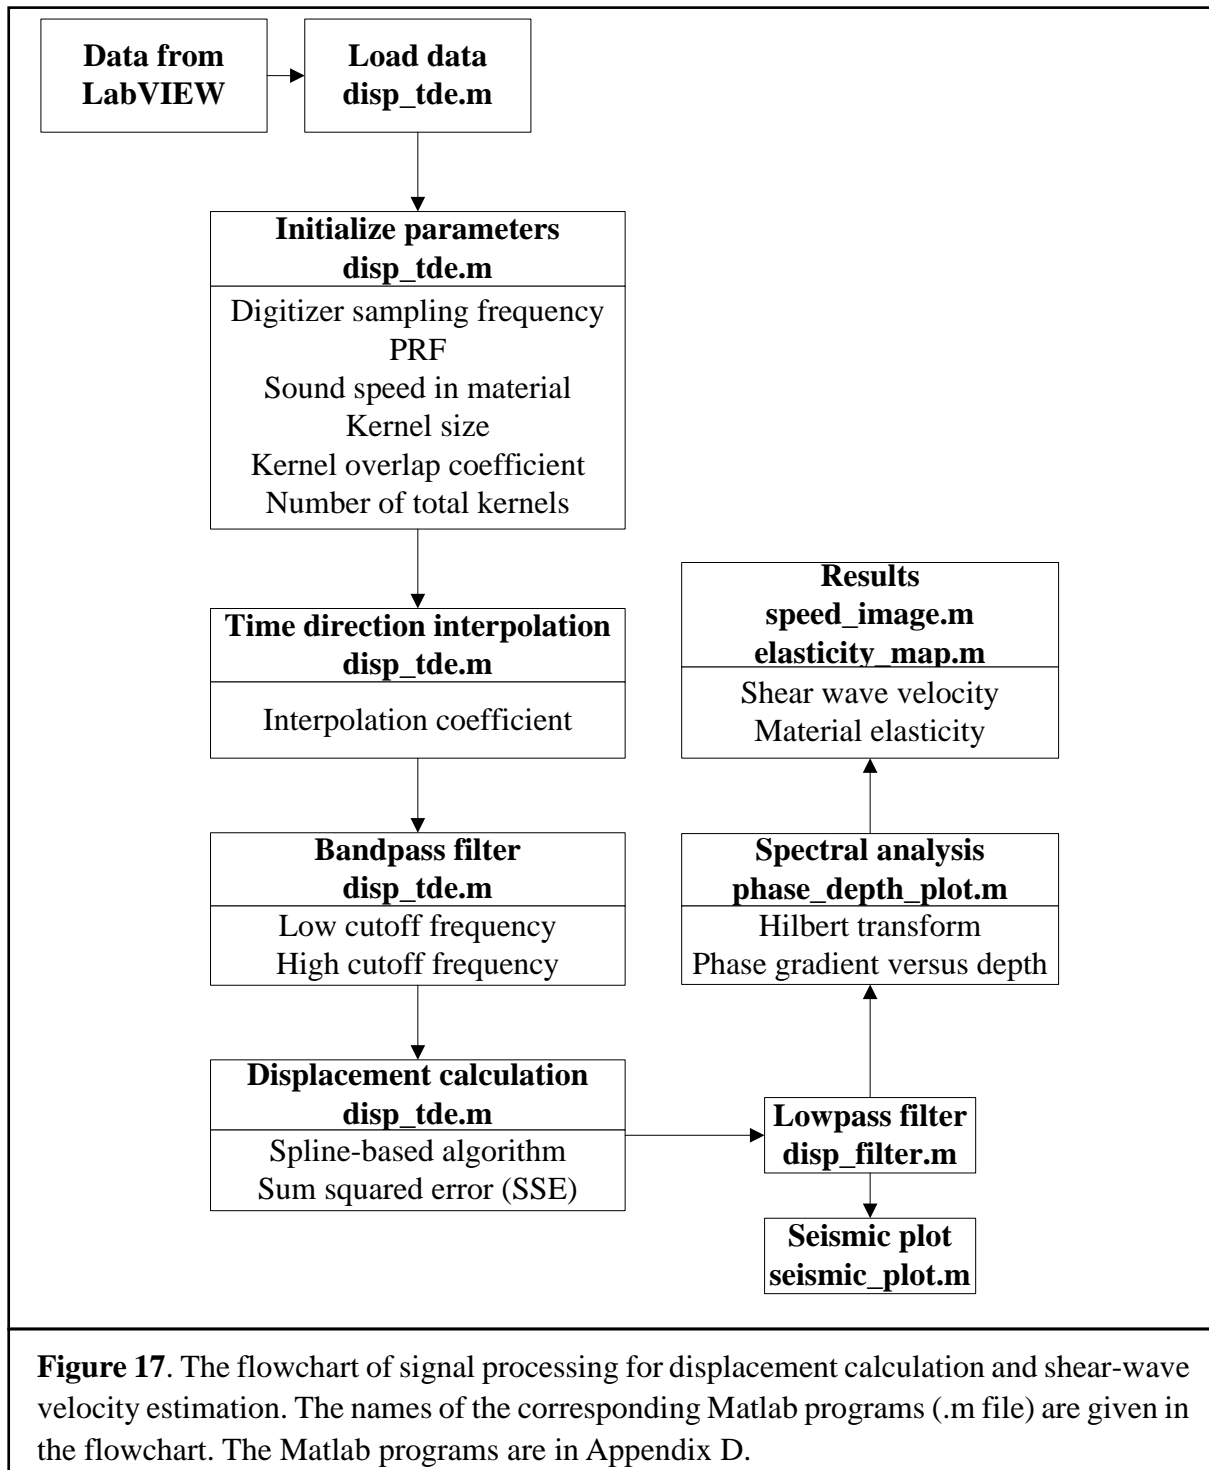 Data from
LabVIEW
Load data
disp_tde.m
Initialize parameters
disp_tde.m
Digitizer sampling frequency
PRF
Sound speed in material
Kernel size
Kernel overlap coefficient
Number of total kernels
Time direction interpolation
disp_tde.m
Interpolation coefficient
Bandpass filter
disp_tde.m
Low cutoff frequency
High cutoff frequency
Displacement calculation
disp_tde.m
Spline-based algorithm
Sum squared error (SSE)
Lowpass filter
disp_filter.m
Seismic plot
seismic_plot.m
Spectral analysis
phase_depth_plot.m
Hilbert transform
Phase gradient versus depth
Results
speed_image.m
elasticity_map.m
Shear wave velocity
Material elasticity
Figure 17. The flowchart of signal processing for displacement calculation and shear-wave
velocity estimation. The names of the corresponding Matlab programs (.m file) are given in
the flowchart. The Matlab programs are in Appendix D.